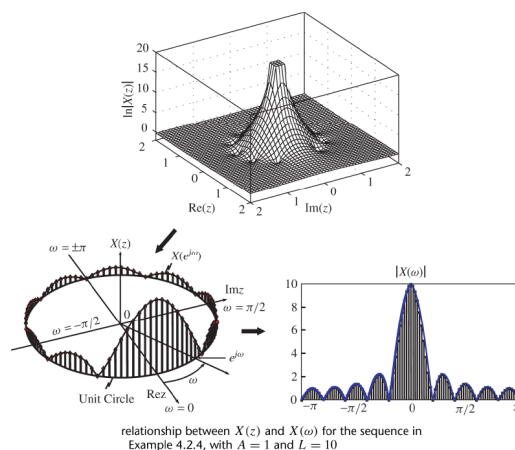 20
15
10
5
0
ln|X(z)|
2
1
0
1
2
Re(z)
2
1
0
1
2
Im(z)
ω = ±π
X(z)
X(e^{jω})
Imz
ω = π/2
ω = −π/2
0
e^{jω}
ω
Unit Circle
Rez
ω = 0
|X(ω)|
10
8
6
4
2
0
−π
−π/2
0
π/2
relationship between X(z) and X(ω) for the sequence in
Example 4.2.4, with A = 1 and L = 10